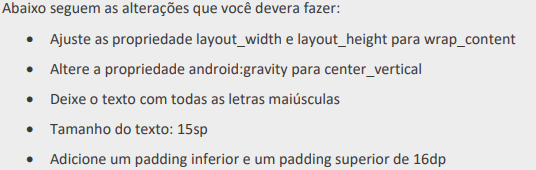 Abaixo seguem as alterações que você devera fazer:
• Ajuste as propriedade layout_width e layout_height para wrap_content
• Altere a propriedade android:gravity para center_vertical
• Deixe o texto com todas as letras maiúsculas
• Tamanho do texto: 15sp
• Adicione um padding inferior e um padding superior de 16dp